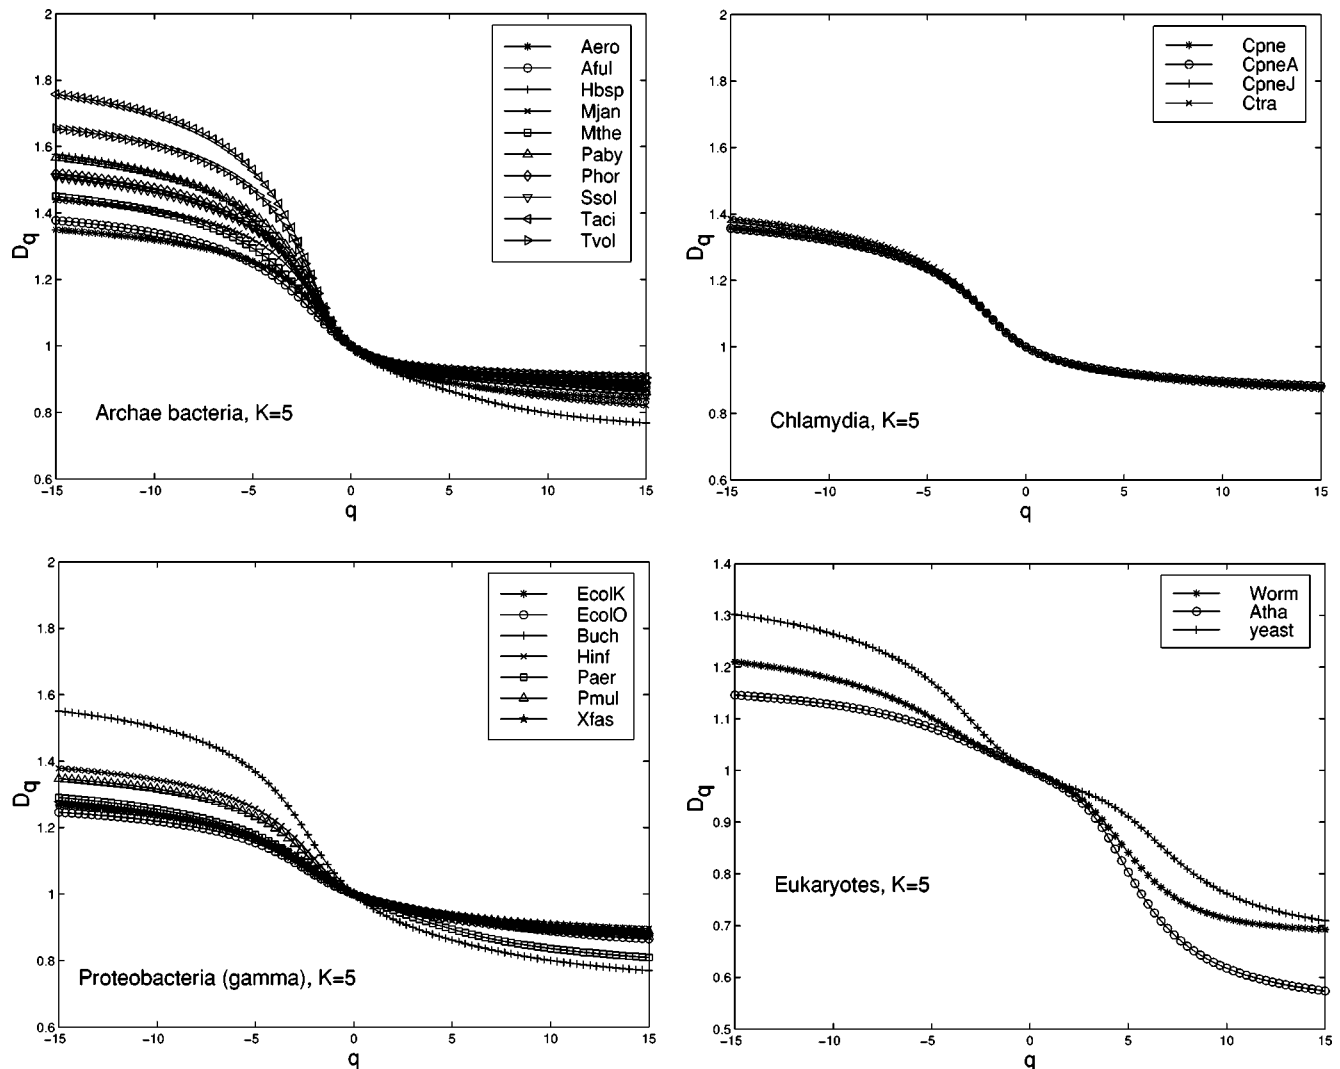 2
1.8
1.6
1.4
1.2
1
0.8
0.6
−15
−10
−5
0
5
10
15
Dq
q
Aero
Aful
Hbsp
Mjan
Mthe
Paby
Phor
Ssol
Taci
Tvol
Archae bacteria, K=5
2
1.8
1.6
1.4
1.2
1
0.8
0.6
−15
−10
−5
0
5
10
15
Dq
q
Cpne
CpneA
CpneJ
Ctra
Chlamydia, K=5
2
1.8
1.6
1.4
1.2
1
0.8
0.6
−15
−10
−5
0
5
10
15
Dq
q
EcolK
EcolO
Buch
Hinf
Paer
Pmul
Xfas
Proteobacteria (gamma), K=5
1.4
1.3
1.2
1.1
1
0.9
0.8
0.7
0.6
0.5
−15
−10
−5
0
5
10
15
Dq
q
Worm
Atha
yeast
Eukaryotes, K=5